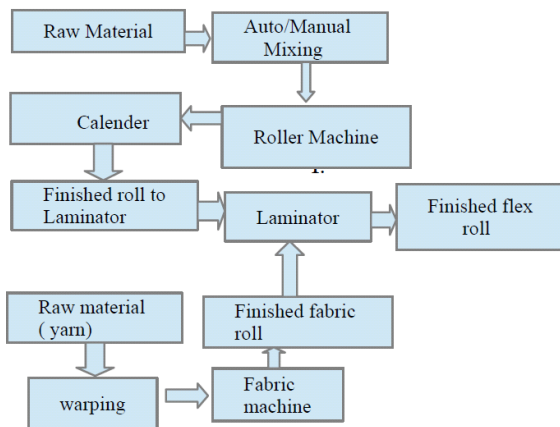 Raw Material
Auto/Manual
Mixing
Calender
Roller Machine
Finished roll to
Laminator
Laminator
Finished flex
roll
Raw material
( yarn)
Finished fabric
roll
warping
Fabric
machine